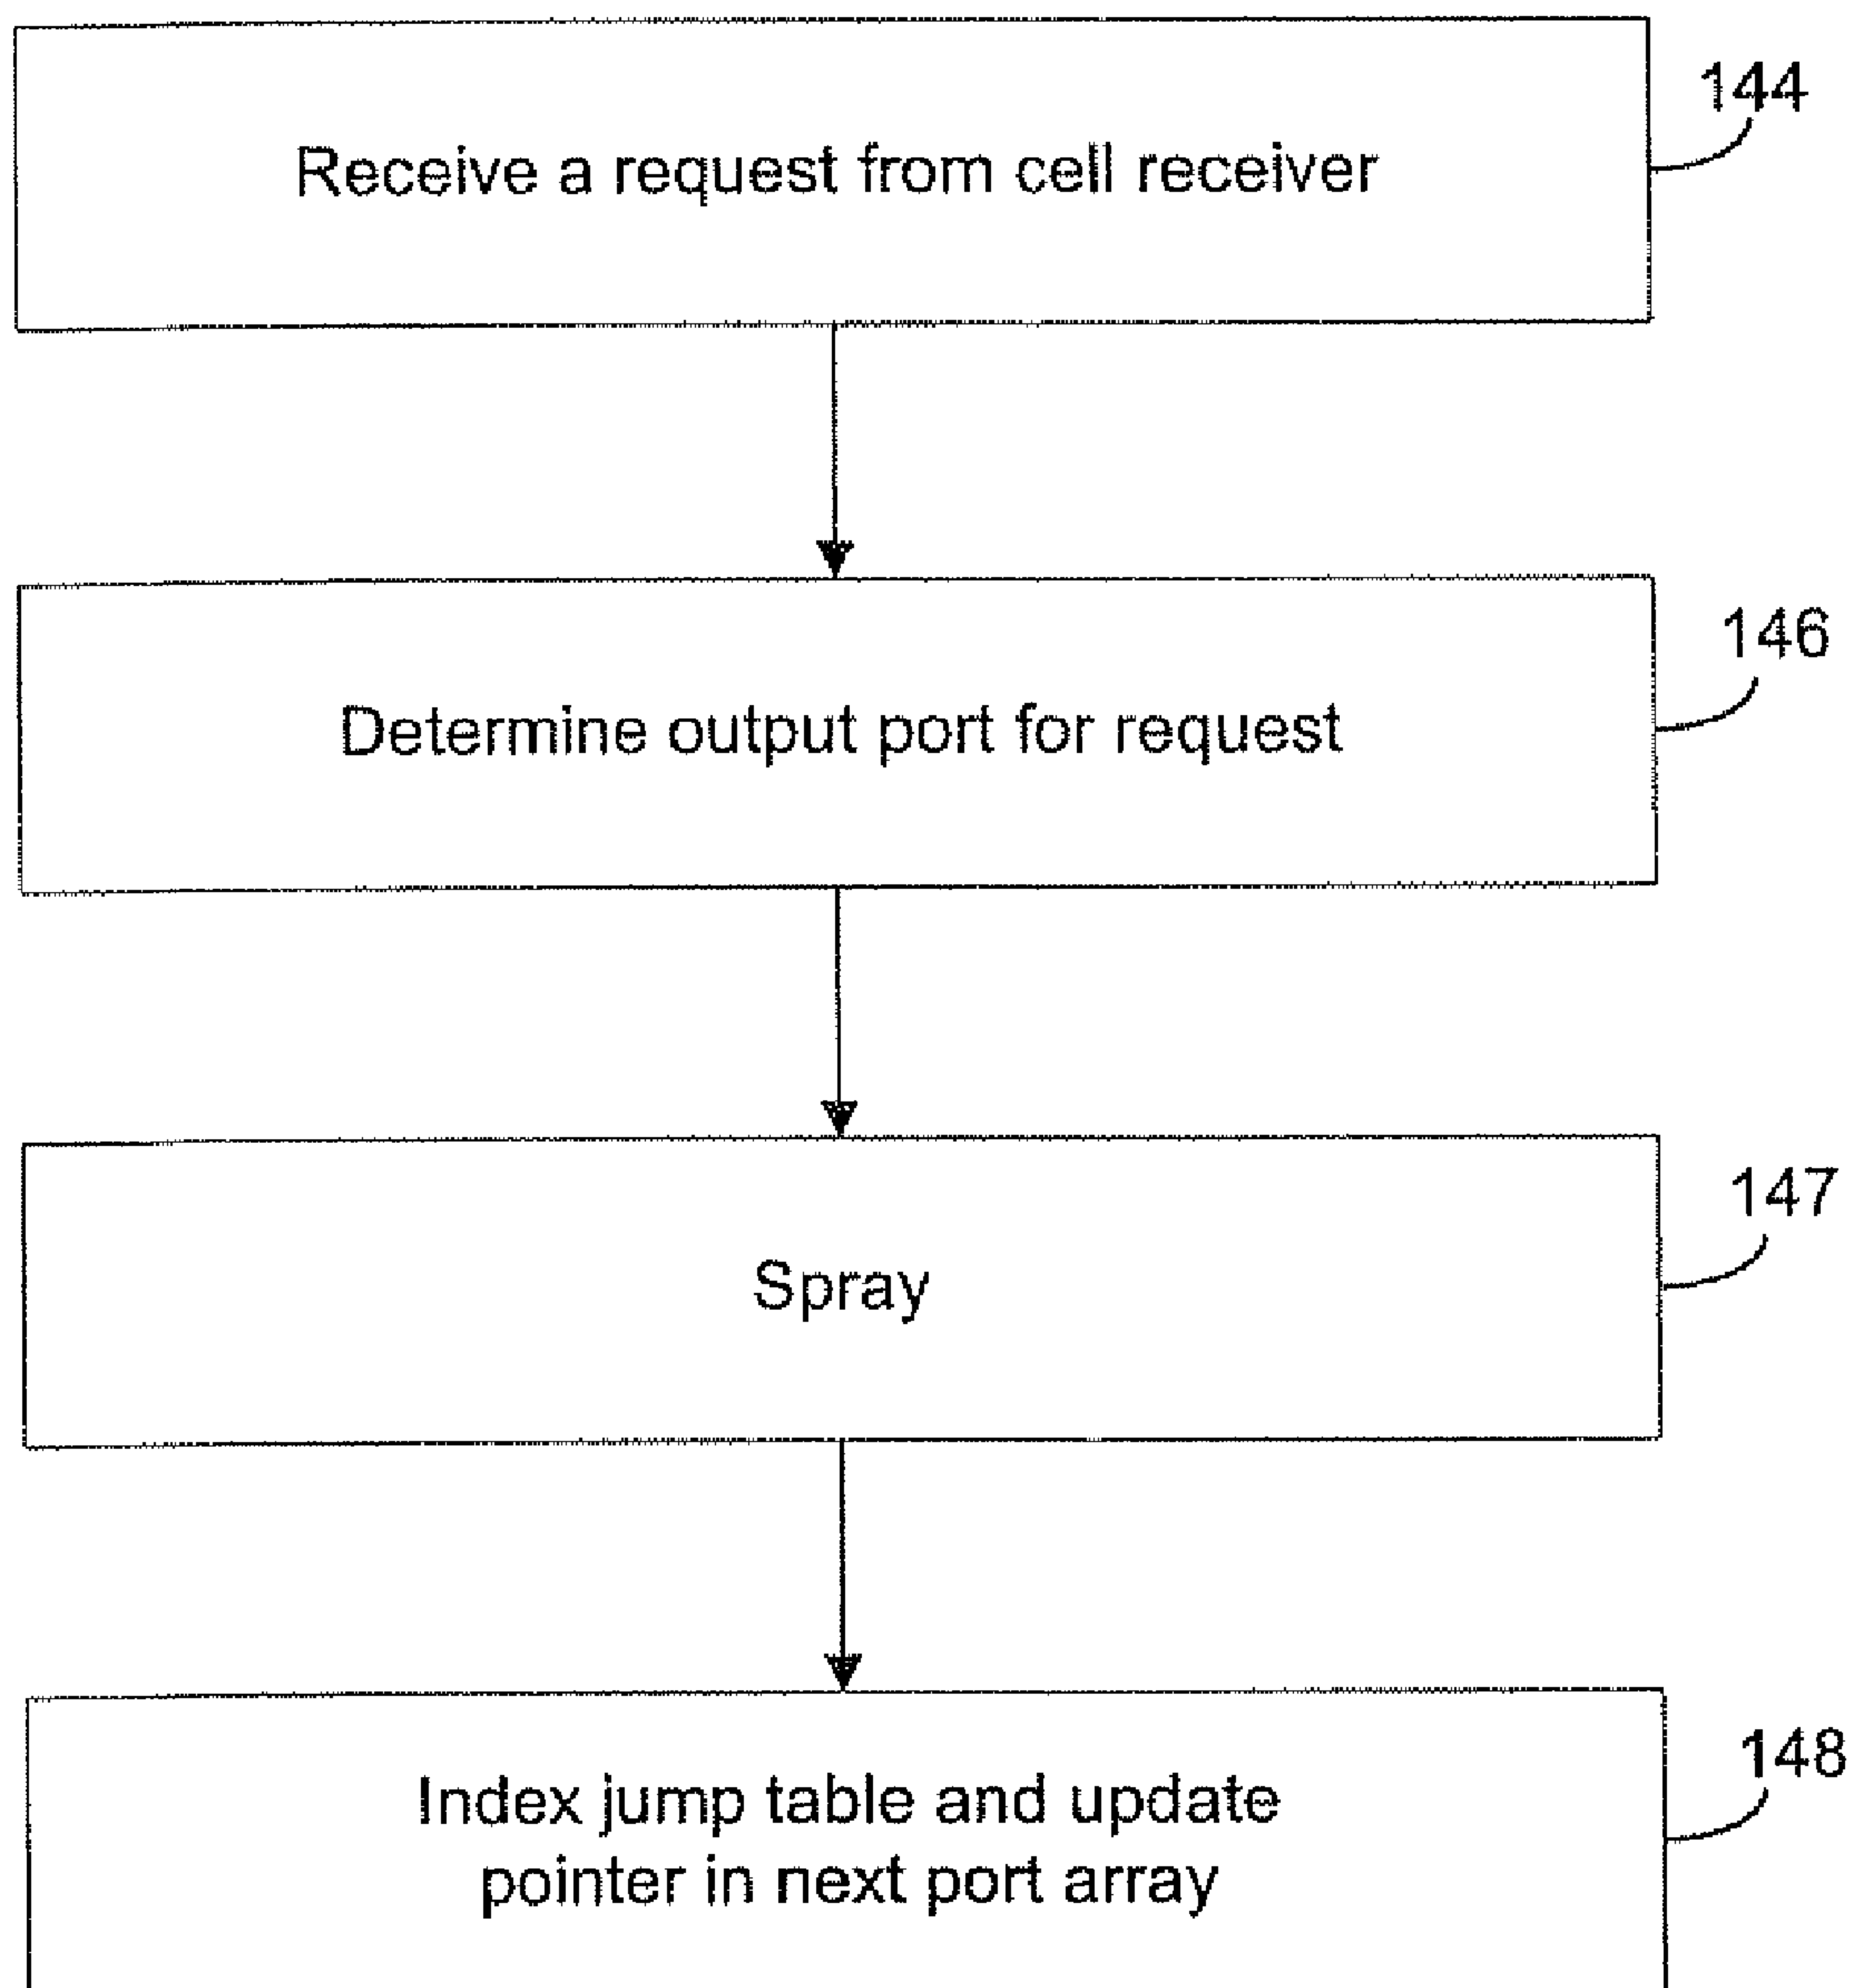 144
Receive a request from cell receiver
146
Determine output port for request
147
Spray
148
Index jump table and update
pointer in next port array